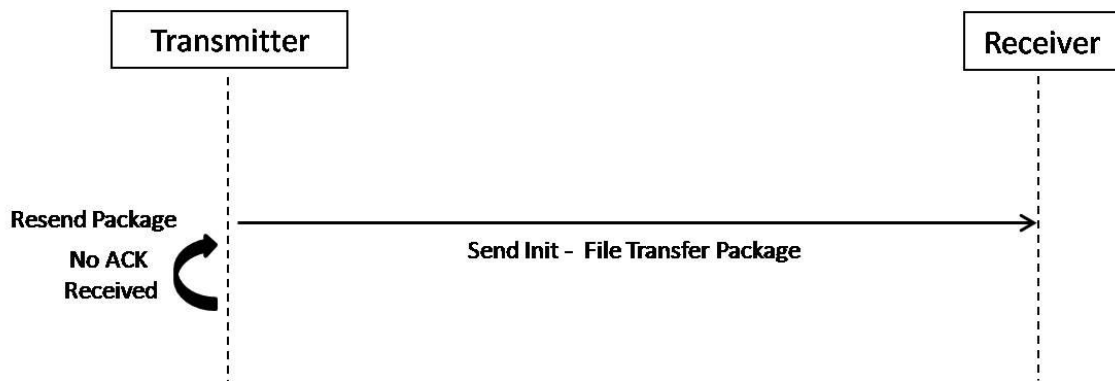 Transmitter
Receiver
Resend Package
No ACK
Received
Send Init - File Transfer Package